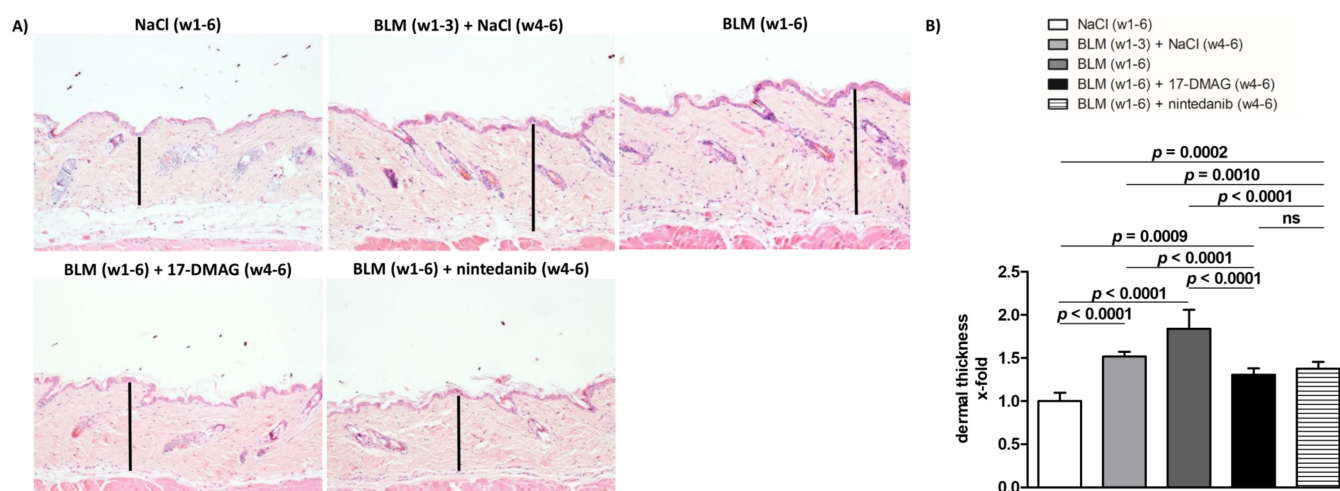 A)
NaCl (w1-6)
BLM (w1-3) + NaCl (w4-6)
BLM (w1-6)
BLM (w1-6) + 17-DMAG (w4-6)
BLM (w1-6) + nintedanib (w4-6)
B)
NaCl (w1-6)
BLM (w1-3) + NaCl (w4-6)
BLM (w1-6)
BLM (w1-6) + 17-DMAG (w4-6)
BLM (w1-6) + nintedanib (w4-6)
p = 0.0002
p = 0.0010
p < 0.0001
ns
p = 0.0009
p < 0.0001
p < 0.0001
p < 0.0001
p < 0.0001
dermal thickness
x-fold
2.5
2.0
1.5
1.0
0.5
0.0